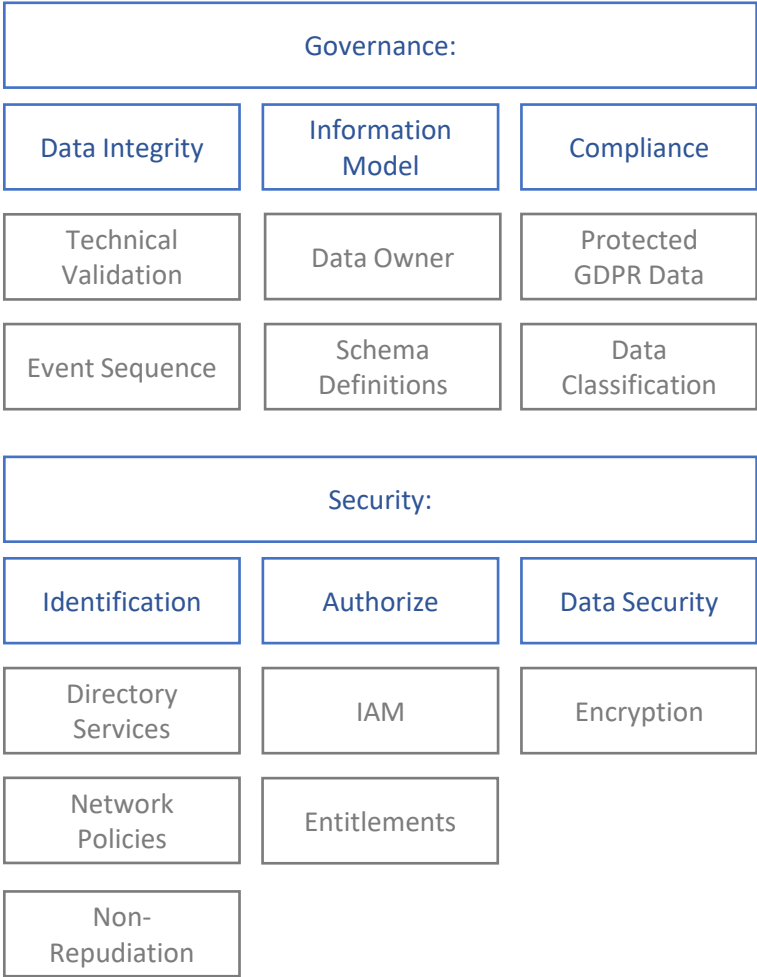 Governance:
Data Integrity
Information
Model
Compliance
Technical
Validation
Data Owner
Protected
GDPR Data
Event Sequence
Schema
Definitions
Data
Classification
Security:
Identification
Authorize
Data Security
Directory
Services
IAM
Encryption
Network
Policies
Entitlements
Non-
Repudiation